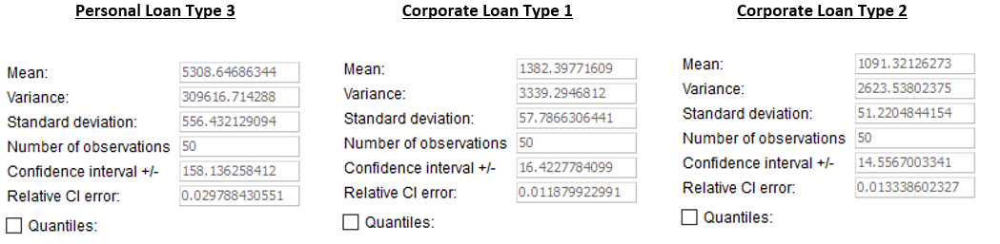 Personal Loan Type 3
Mean: 5308.64686344
Variance: 309616.714288
Standard deviation: 556.432129094
Number of observations 50
Confidence interval +/- 158.136258412
Relative CI error: 0.029788430551
Quantiles:
Corporate Loan Type 1
Mean: 1382.39771609
Variance: 3339.2946812
Standard deviation: 57.7866306441
Number of observations 50
Confidence interval +/- 16.4227784099
Relative CI error: 0.011879922991
Quantiles:
Corporate Loan Type 2
Mean: 1091.32126273
Variance: 2623.53802375
Standard deviation: 51.2204844154
Number of observations 50
Confidence interval +/- 14.5567003341
Relative CI error: 0.013338602327
Quantiles: